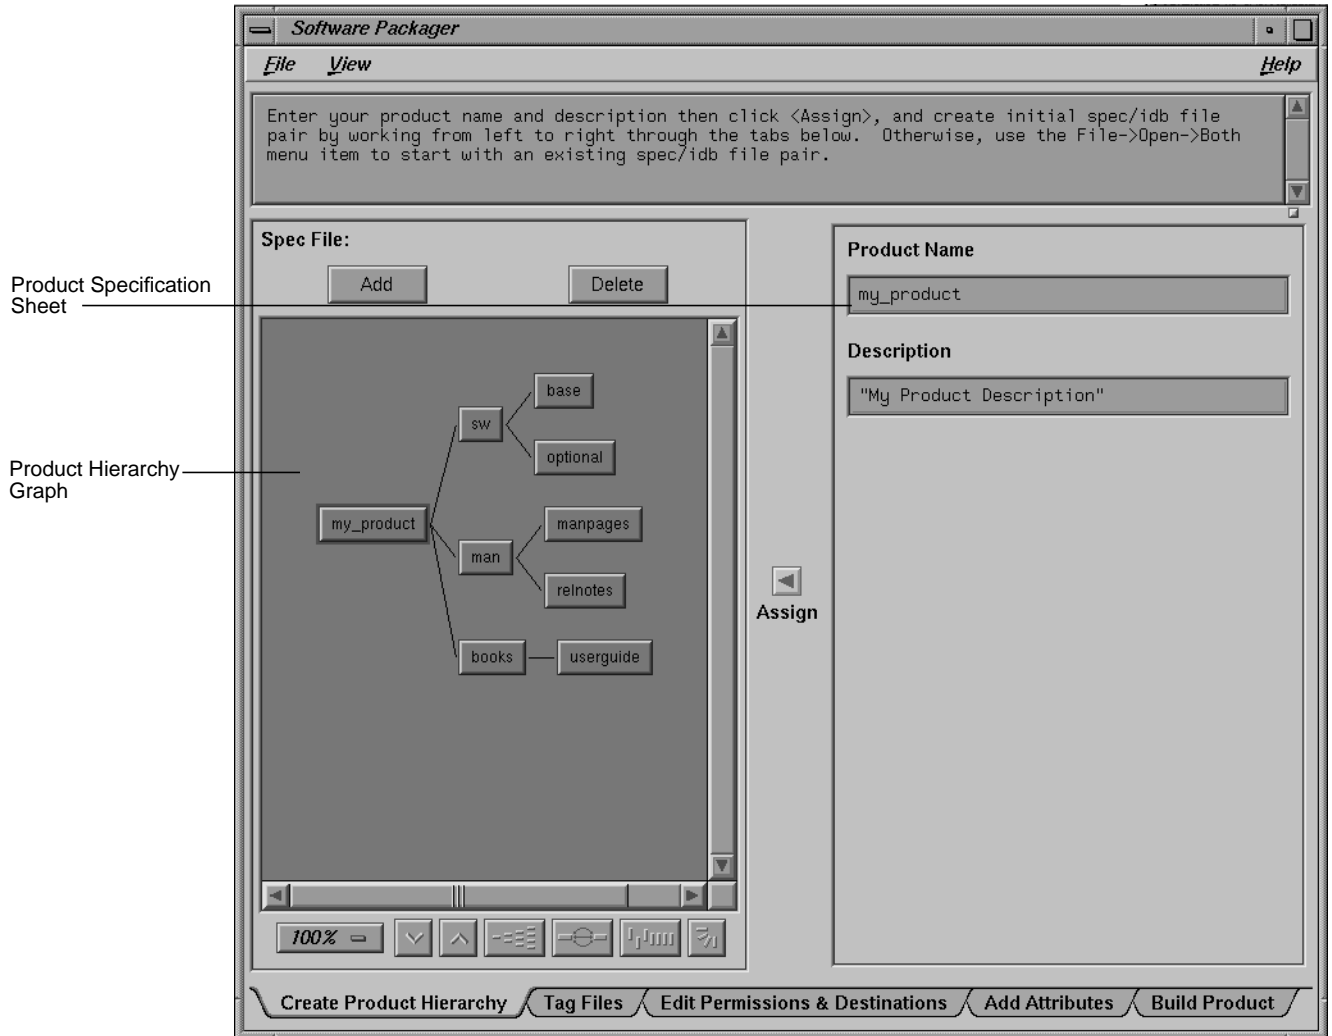 Software Packager
File View Help
Enter your product name and description then click <Assign>, and create initial spec/idb file
pair by working from left to right through the tabs below.  Otherwise, use the File->Open->Both
menu item to start with an existing spec/idb file pair.
Spec File:
Add Delete
Product Name
my_product
Description
"My Product Description"
Product Specification
Sheet
Product Hierarchy
Graph
base
sw
optional
my_product
manpages
man
relnotes
books
userguide
Assign
100%
Create Product Hierarchy Tag Files Edit Permissions & Destinations Add Attributes Build Product